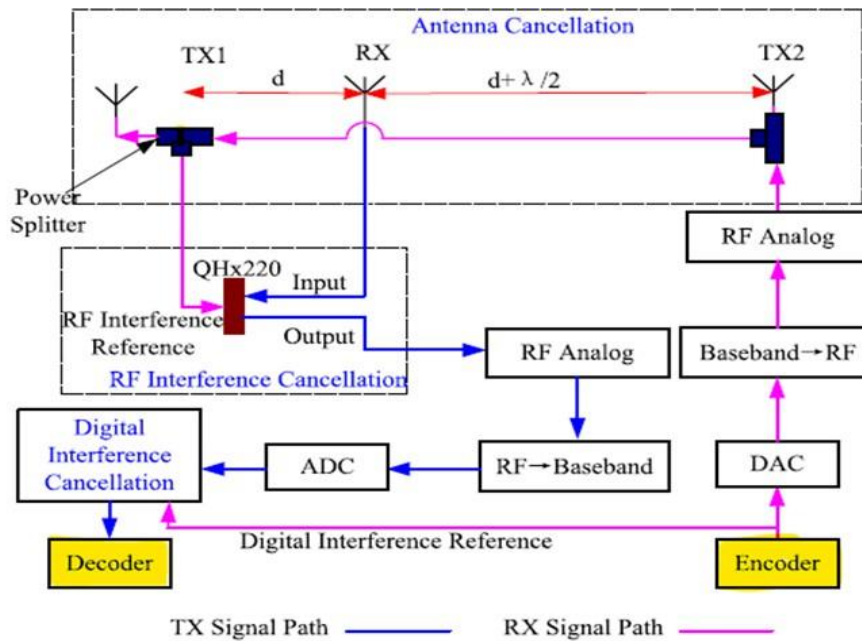 Antenna Cancellation
TX1
RX
TX2
d
d+λ/2
Power
Splitter
RF Analog
QHx220
Input
RF Interference
Reference
Output
RF Interference Cancellation
RF Analog
Baseband→RF
Digital
Interference
Cancellation
ADC
RF→Baseband
DAC
Digital Interference Reference
Decoder
Encoder
TX Signal Path
RX Signal Path